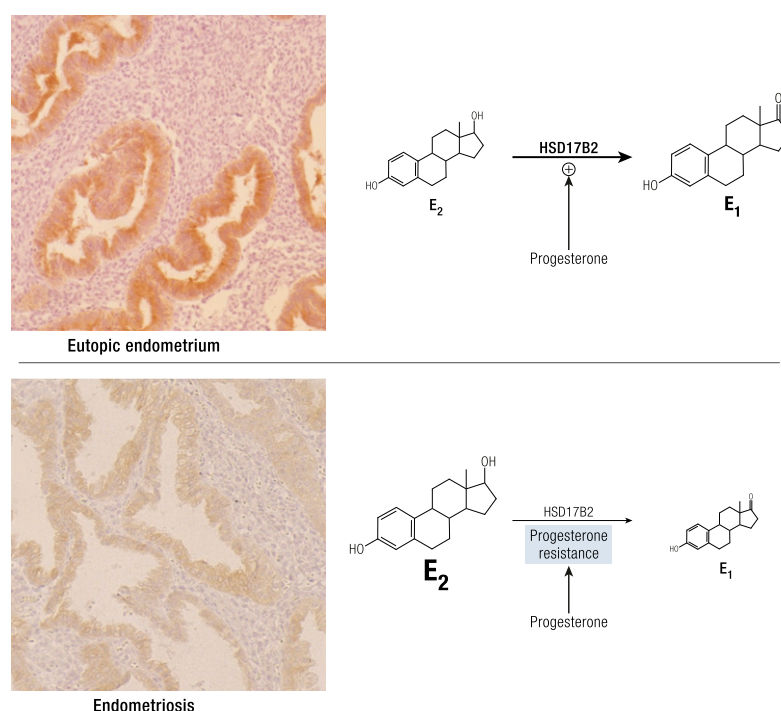 OH
O
HSD17B2
+
HO
HO
E2
E1
Progesterone
Eutopic endometrium
OH
HSD17B2
O
Progesterone
resistance
HO
HO
E2
E1
Progesterone
Endometriosis